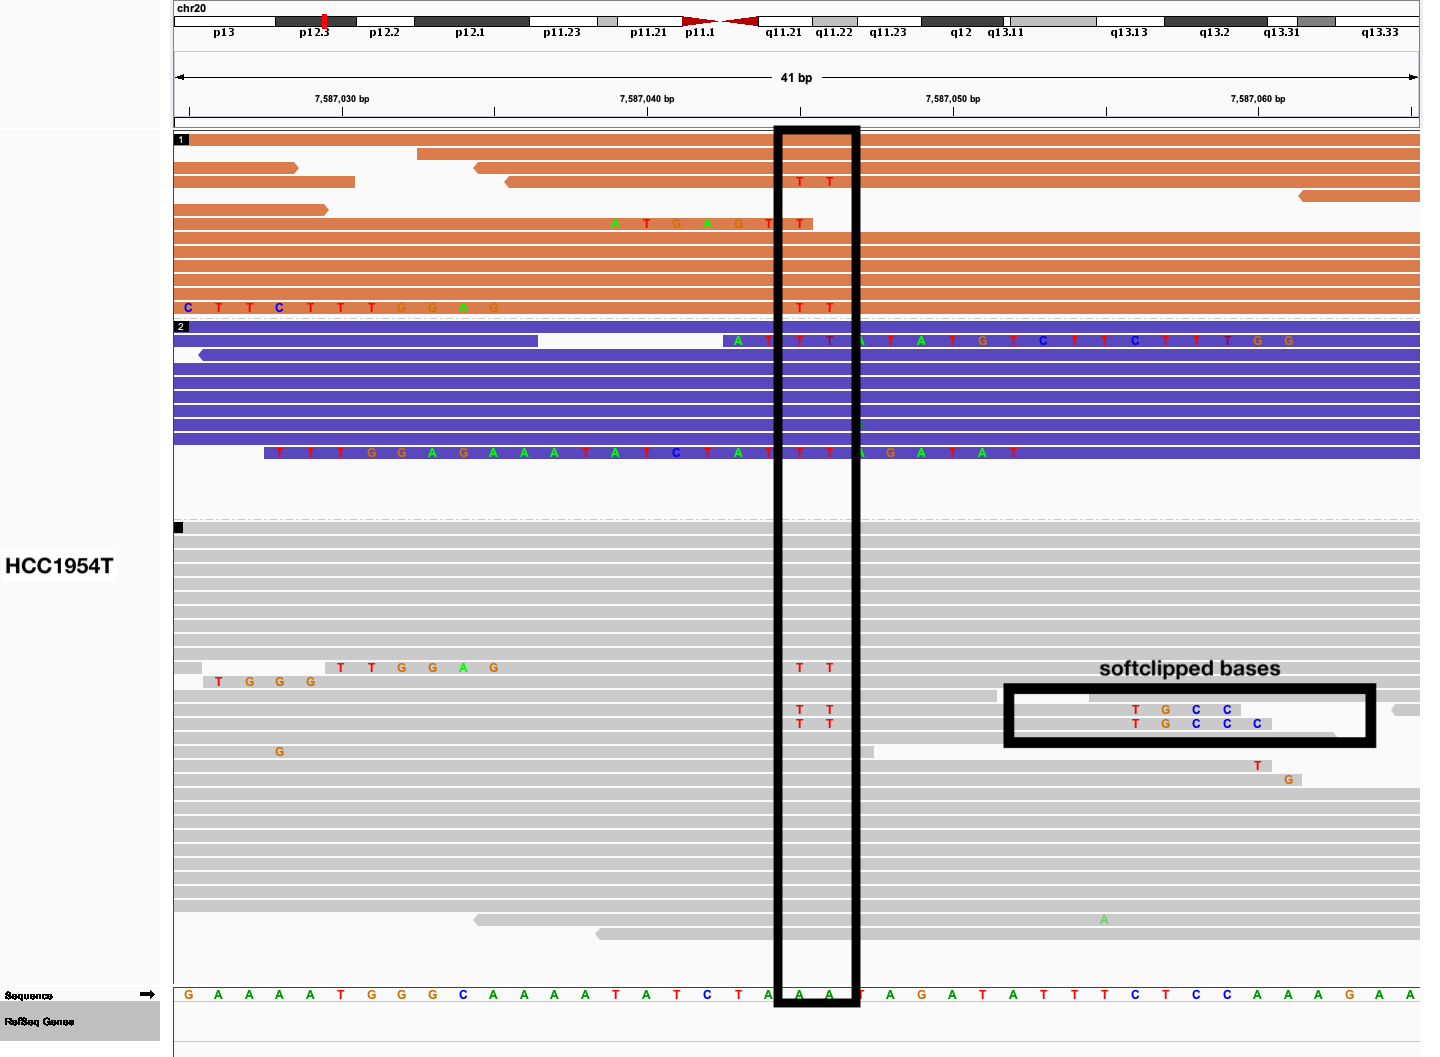 chr20
p13 p12.3 p12.2 p12.1 p11.23 p11.21 p11.1 q11.21 q11.22 q11.23 q12 q13.11 q13.13 q13.2 q13.31 q13.33
41 bp
7,587,030 bp 7,587,040 bp 7,587,050 bp 7,587,060 bp
1
T T
A T G A G T T
C T T C T T T G G A G T T
2
A T T T A T A T G T C T T C T T T G G
A
T T T G G A G A A A T A T C T A T T T A G A T A T
HCC1954T
T T G G A G T T
softclipped bases
T G G G
T T T G C C
T T T G C C C
G
T
G
A
Sequence G A A A A T G G G C A A A A T A T C T A A A T A G A T A T T T C T C C A A A G A A
RefSeq Genes